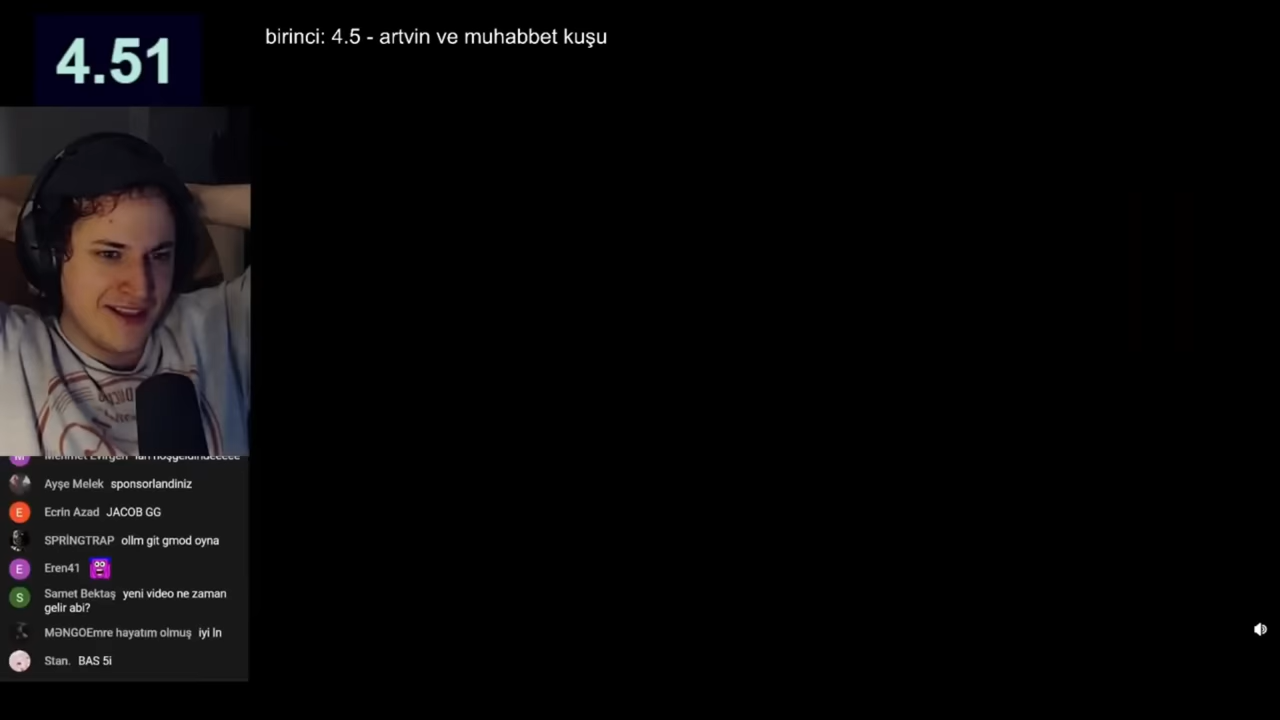 4.51
birinci: 4.5 - artvin ve muhabbet kuşu
Ayşe Melek sponsorlandiniz
Ecrin Azad JACOB GG
SPRİNGTRAP ollm git gmod oyna
Eren41
Samet Bektaş yeni video ne zaman
gelir abi?
MƏNGOEmre hayatım olmuş iyi ln
Stan. BAS 5i